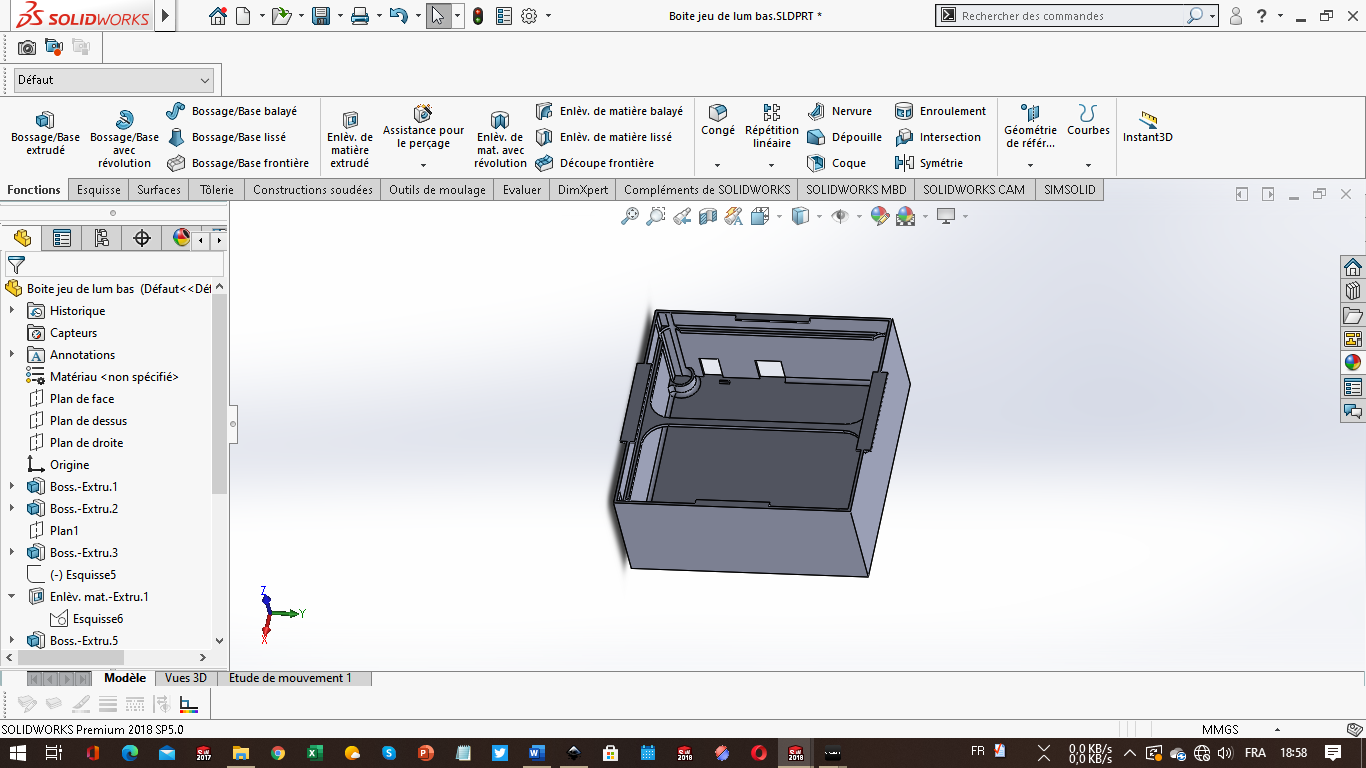 SOLIDWORKS
Boite jeu de lum bas.SLDPRT *
Rechercher des commandes
?
Défaut
Bossage/Base extrudé
Bossage/Base avec révolution
Bossage/Base balayé
Bossage/Base lissé
Bossage/Base frontière
Enlèv. de matière extrudé
Assistance pour le perçage
Enlèv. de mat. avec révolution
Enlèv. de matière balayé
Enlèv. de matière lissé
Découpe frontière
Congé
Répétition linéaire
Nervure
Dépouille
Coque
Enroulement
Intersection
Symétrie
Géométrie de référ...
Courbes
Instant3D
Fonctions
Esquisse
Surfaces
Tôlerie
Constructions soudées
Outils de moulage
Evaluer
DimXpert
Compléments de SOLIDWORKS
SOLIDWORKS MBD
SOLIDWORKS CAM
SIMSOLID
Boite jeu de lum bas (Défaut<<Déf
Historique
Capteurs
A Annotations
Matériau <non spécifié>
Plan de face
Plan de dessus
Plan de droite
Origine
Boss.-Extru.1
Boss.-Extru.2
Plan1
Boss.-Extru.3
(-) Esquisse5
Enlèv. mat.-Extru.1
Esquisse6
Boss.-Extru.5
Z
Y
X
Modèle
Vues 3D
Etude de mouvement 1
SOLIDWORKS Premium 2018 SP5.0
MMGS
FR
0,0 KB/s
0,0 KB/s
FRA
18:58